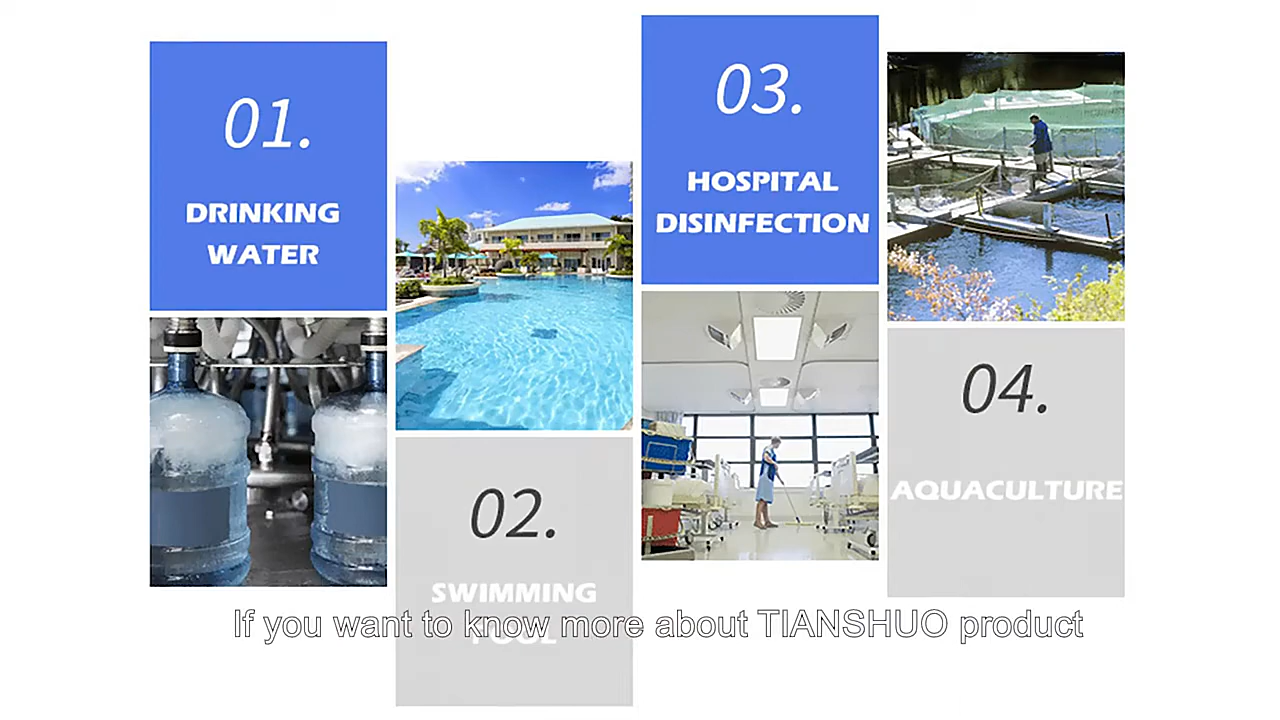 01.
DRINKING
WATER
02.
SWIMMING
POOL
03.
HOSPITAL
DISINFECTION
04.
AQUACULTURE
If you want to know more about TIANSHUO product